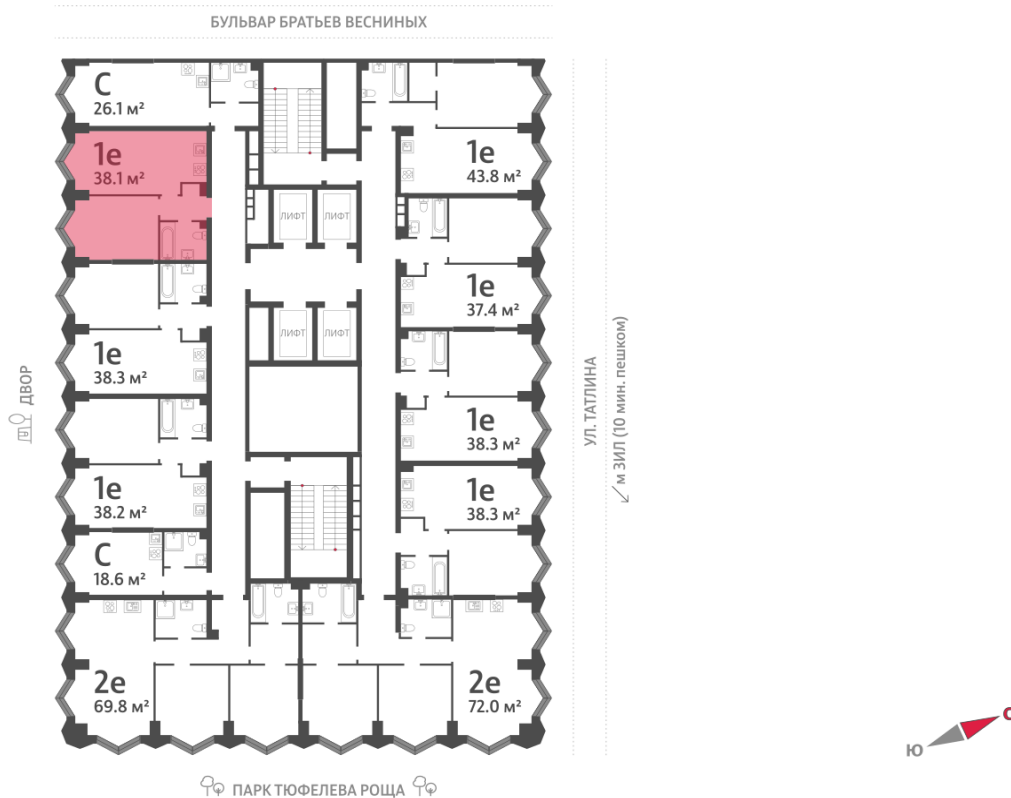 БУЛЬВАР БРАТЬЕВ ВЕСНИНЫХ
С
26.1 м²
1е
38.1 м²
1е
43.8 м²
ЛИФТ
ЛИФТ
1е
37.4 м²
ЛИФТ
ЛИФТ
1е
38.3 м²
1е
38.3 м²
1е
38.2 м²
1е
38.3 м²
С
18.6 м²
2е
69.8 м²
2е
72.0 м²
ДВОР
УЛ. ТАТЛИНА
м ЗИЛ (10 мин. пешком)
С
Ю
ПАРК ТЮФЕЛЕВА РОЩА